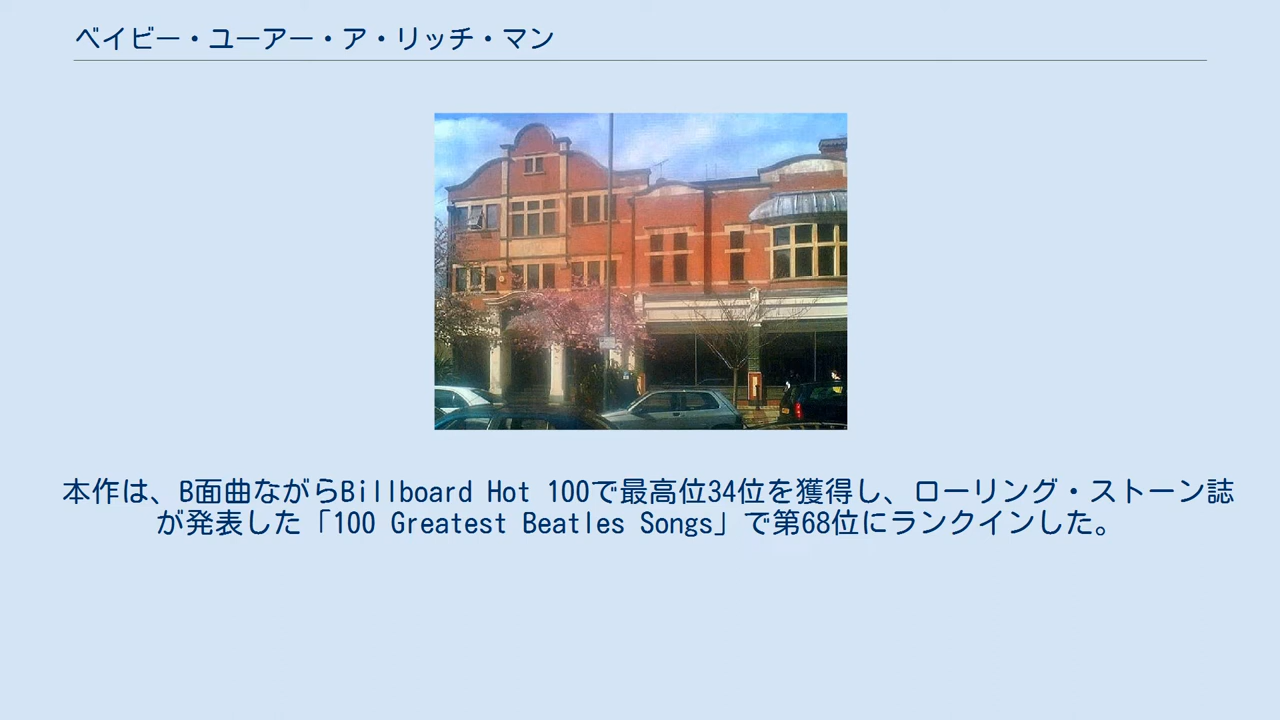 ベイビー・ユーアー・ア・リッチ・マン
本作は、B面曲ながらBillboard Hot 100で最高位34位を獲得し、ローリング・ストーン誌
が発表した「100 Greatest Beatles Songs」で第68位にランクインした。